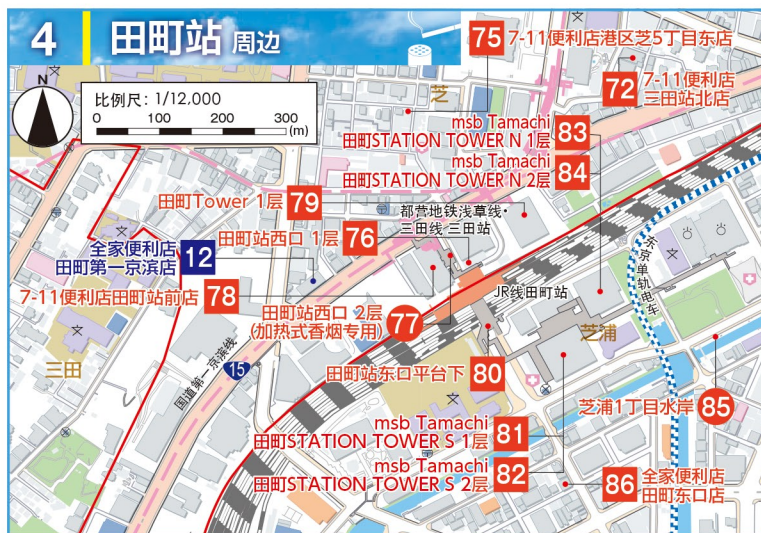 4 田町站 周边
N
比例尺: 1/12,000
0 50 100 200 300(m)
75 7-11便利店港区芝5丁目东店
芝
72 7-11便利店
三田站北店
msb Tamachi
田町STATION TOWER N 1层 83
msb Tamachi
田町STATION TOWER N 2层 84
田町Tower 1层 79
都营地铁浅草线·
三田线 三田站
田町站西口 1层 76
全家便利店
田町第一京滨店 12
7-11便利店田町站前店 78
田町站西口 2层
(加热式香烟专用) 77
JR线田町站
东京单轨电车
三田
国道第一京滨线
15
芝浦
田町站东口平台下 80
芝浦1丁目水岸 85
msb Tamachi
田町STATION TOWER S 1层 81
msb Tamachi
田町STATION TOWER S 2层 82
86 全家便利店
田町东口店